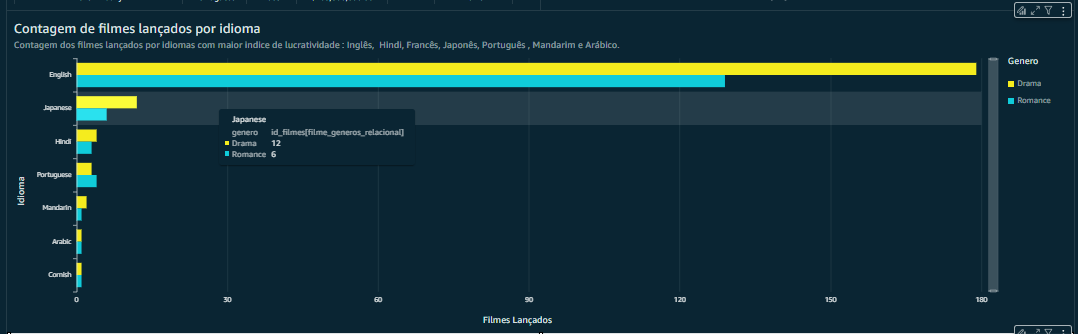 Contagem de filmes lançados por idioma
Contagem dos filmes lançados por idiomas com maior indice de lucratividade : Inglês, Hindi, Francês, Japonês, Português , Mandarim e Arábico.
Genero
Drama
Romance
English
Japanese
Hindi
Portuguese
Mandarin
Arabic
Cornish
Idioma
Japanese
genero id_filmes[filme_generos_relacional]
Drama 12
Romance 6
0 30 60 90 120 150 180
Filmes Lançados